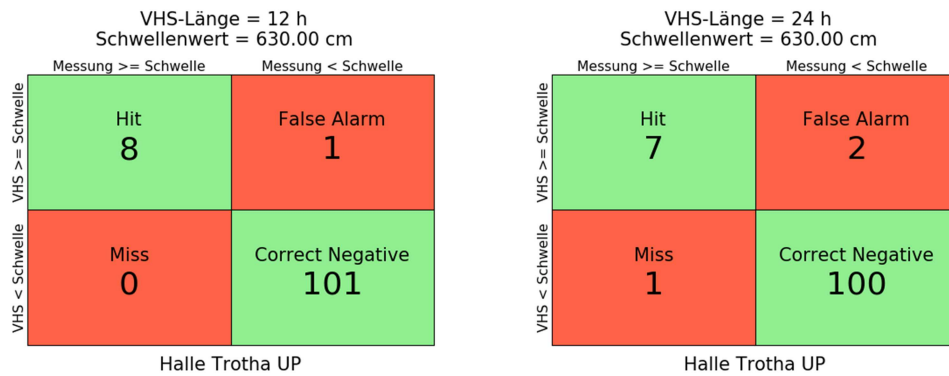 VHS-Länge = 12 h
Schwellenwert = 630.00 cm
Messung >= Schwelle
Messung < Schwelle
VHS >= Schwelle
Hit
8
False Alarm
1
VHS < Schwelle
Miss
0
Correct Negative
101
Halle Trotha UP
VHS-Länge = 24 h
Schwellenwert = 630.00 cm
Messung >= Schwelle
Messung < Schwelle
VHS >= Schwelle
Hit
7
False Alarm
2
VHS < Schwelle
Miss
1
Correct Negative
100
Halle Trotha UP